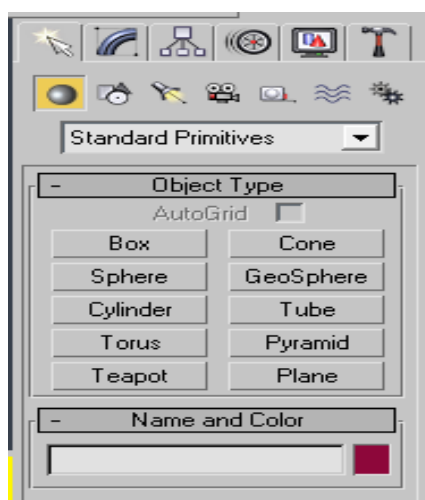 Standard Primitives
- Object Type
AutoGrid
Box Cone
Sphere GeoSphere
Cylinder Tube
Torus Pyramid
Teapot Plane
- Name and Color